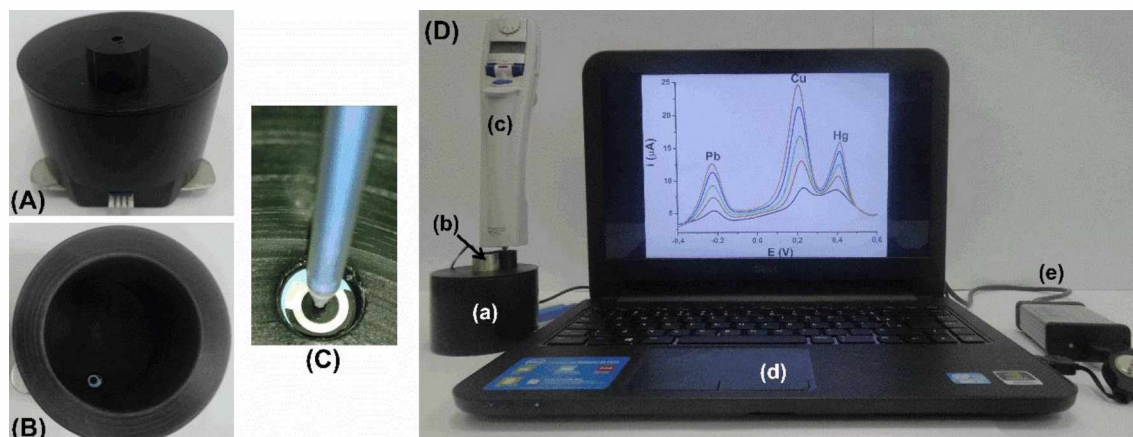 (A)
(B)
(C)
(D)
(c)
(b)
(a)
Cu
Hg
Pb
i (µA)
25
20
15
10
5
-0,4 -0,2 0,0 0,2 0,4 0,6
E (V)
DELL
(e)
(d)